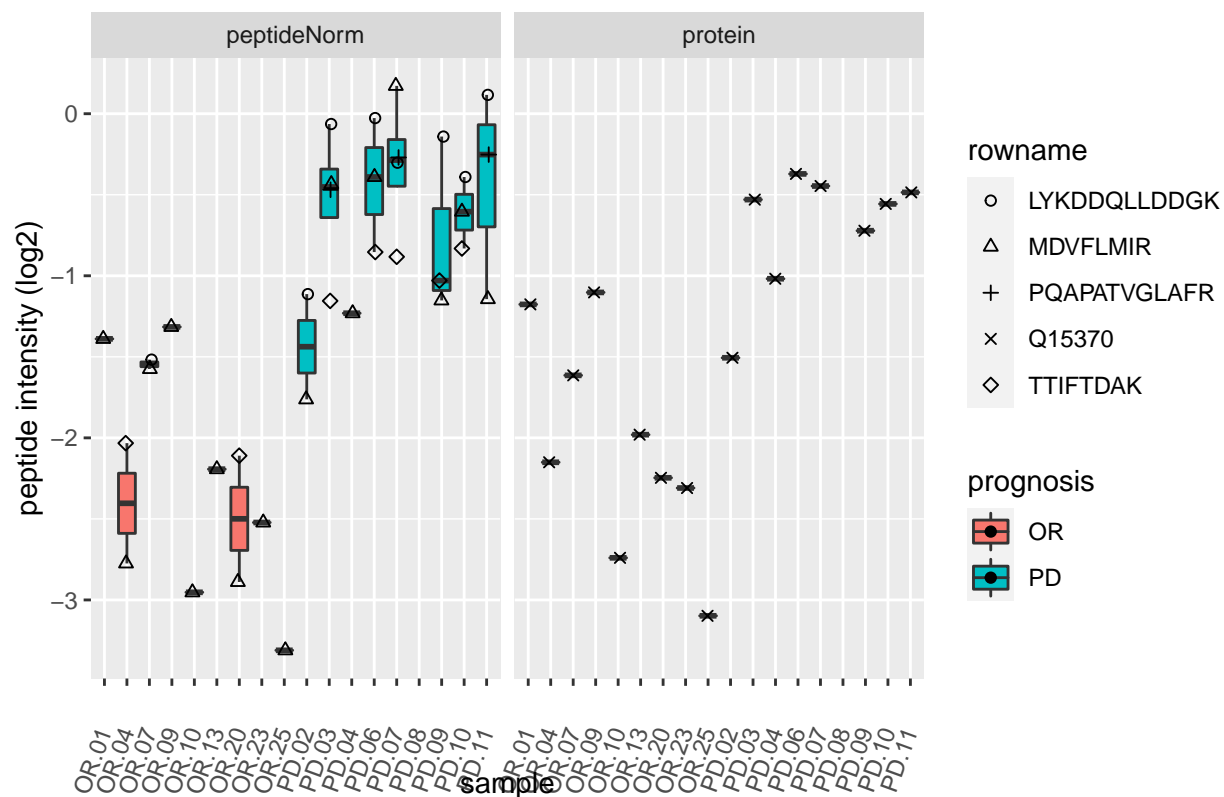 peptideNorm
protein
peptide intensity (log2)
0
−1
−2
−3
OR.01
OR.04
OR.07
OR.09
OR.10
OR.13
OR.20
OR.23
OR.25
PD.02
PD.03
PD.04
PD.06
PD.07
PD.08
PD.09
PD.10
PD.11
OR.01
OR.04
OR.07
OR.09
OR.10
OR.13
OR.20
OR.23
OR.25
PD.02
PD.03
PD.04
PD.06
PD.07
PD.08
PD.09
PD.10
PD.11
sample
rowname
LYKDDQLLDDGK
MDVFLMIR
PQAPATVGLAFR
Q15370
TTIFTDAK
prognosis
OR
PD